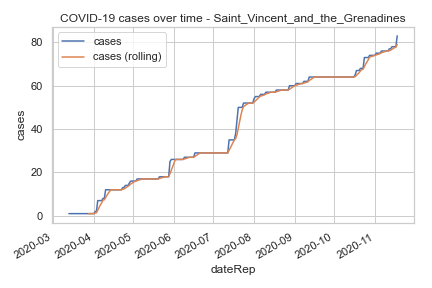 COVID-19 cases over time - Saint_Vincent_and_the_Grenadines
cases
cases (rolling)
80
60
40
20
0
cases
2020-03
2020-04
2020-05
2020-06
2020-07
2020-08
2020-09
2020-10
2020-11
dateRep